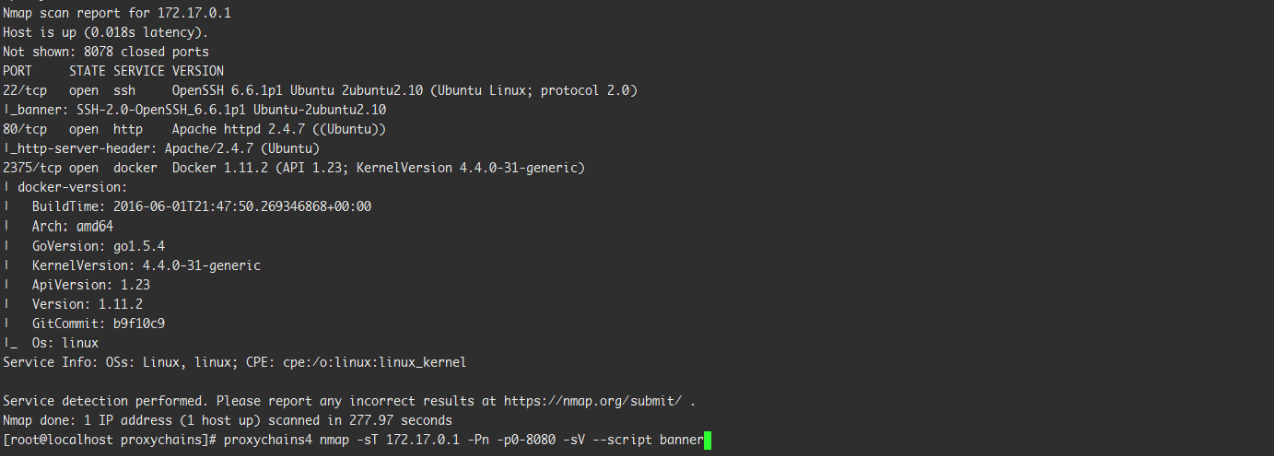 Nmap scan report for 172.17.0.1
Host is up (0.018s latency).
Not shown: 8078 closed ports
PORT     STATE SERVICE VERSION
22/tcp   open  ssh     OpenSSH 6.6.1p1 Ubuntu 2ubuntu2.10 (Ubuntu Linux; protocol 2.0)
|_banner: SSH-2.0-OpenSSH_6.6.1p1 Ubuntu-2ubuntu2.10
80/tcp   open  http    Apache httpd 2.4.7 ((Ubuntu))
|_http-server-header: Apache/2.4.7 (Ubuntu)
2375/tcp open  docker  Docker 1.11.2 (API 1.23; KernelVersion 4.4.0-31-generic)
| docker-version:
|   BuildTime: 2016-06-01T21:47:50.269346868+00:00
|   Arch: amd64
|   GoVersion: go1.5.4
|   KernelVersion: 4.4.0-31-generic
|   ApiVersion: 1.23
|   Version: 1.11.2
|   GitCommit: b9f10c9
|_  Os: linux
Service Info: OSs: Linux, linux; CPE: cpe:/o:linux:linux_kernel

Service detection performed. Please report any incorrect results at https://nmap.org/submit/ .
Nmap done: 1 IP address (1 host up) scanned in 277.97 seconds
[root@localhost proxychains]# proxychains4 nmap -sT 172.17.0.1 -Pn -p0-8080 -sV --script banner